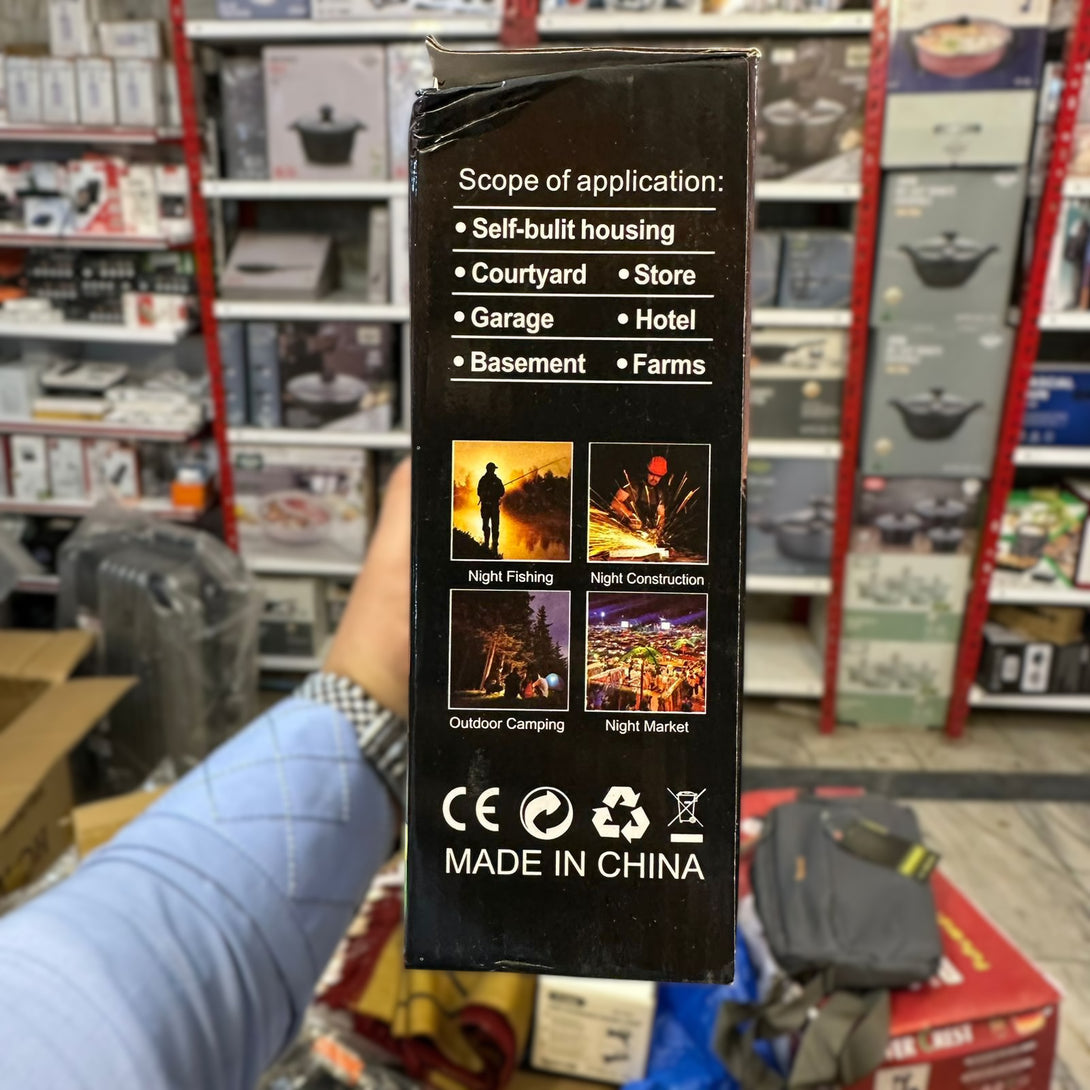 Scope of application:
• Self-bulit housing
• Courtyard • Store
• Garage • Hotel
• Basement • Farms
Night Fishing Night Construction
Outdoor Camping Night Market
CE
MADE IN CHINA